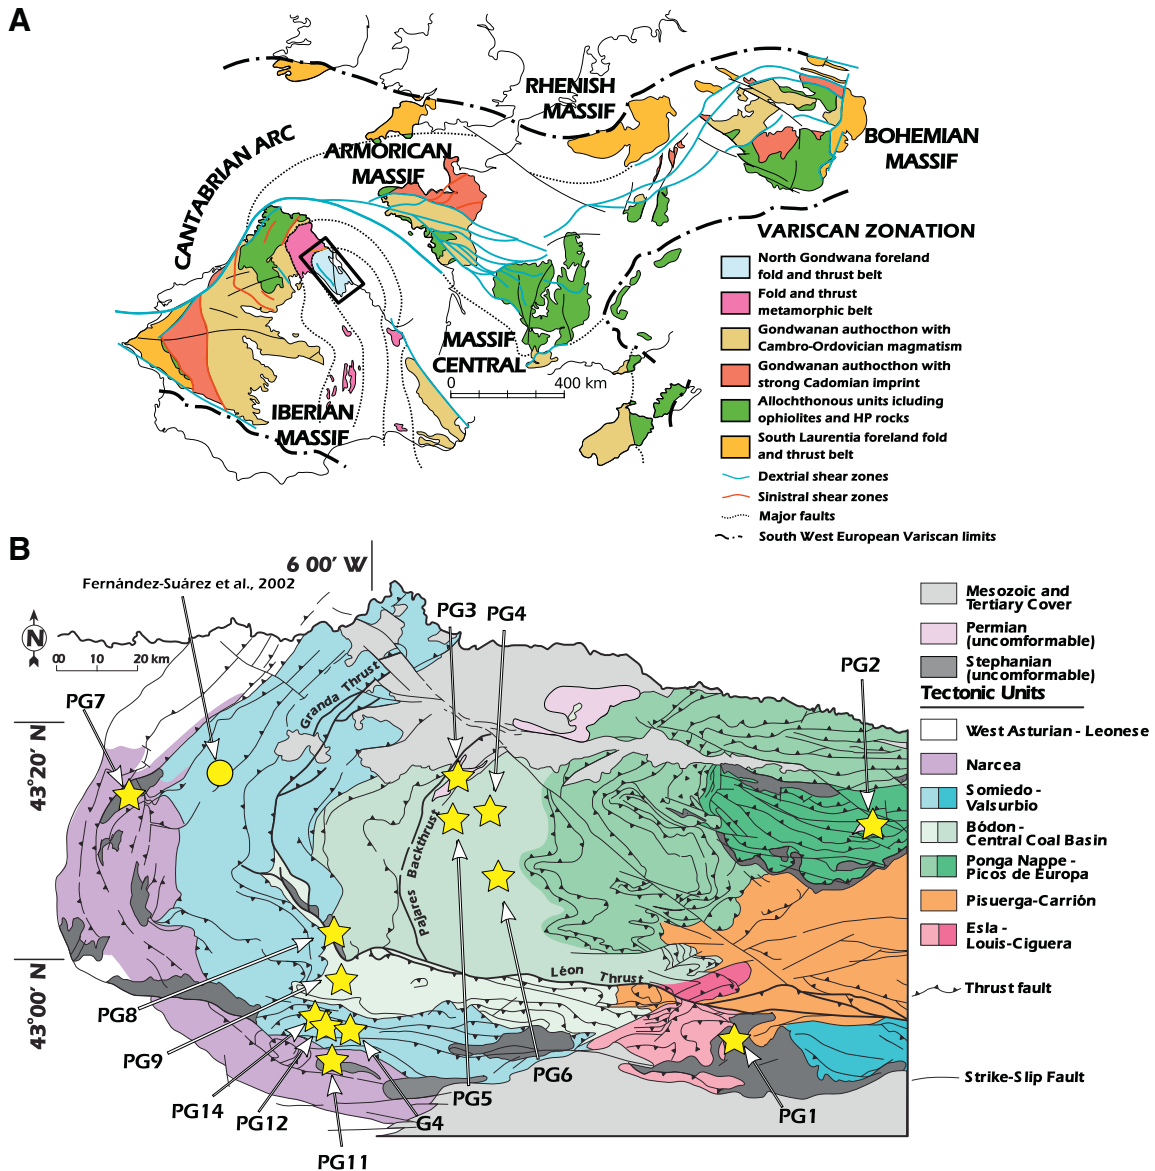 A
RHENISH
MASSIF
BOHEMIAN
MASSIF
ARMORICAN
MASSIF
CANTABRIAN ARC
MASSIF
CENTRAL
0
400 km
IBERIAN
MASSIF
VARISCAN ZONATION
North Gondwana foreland
fold and thrust belt
Fold and thrust
metamorphic belt
Gondwanan authocthon with
Cambro-Ordovician magmatism
Gondwanan authocthon with
strong Cadomian imprint
Allochthonous units icluding
ophiolites and HP rocks
South Laurentia foreland fold
and thrust belt
Dextrial shear zones
Sinistral shear zones
Major faults
South West European Variscan limits
B
6 00' W
Fernández-Suárez et al., 2002
N
00 10 20 km
PG3
PG4
PG2
PG7
43°20' N
43°00' N
Granda Thrust
Pajares Backthrust
Léon Thrust
PG8
PG9
PG14
PG12
PG11
G4
PG5
PG6
PG1
Mesozoic and
Tertiary Cover
Permian
(uncomformable)
Stephanian
(uncomformable)
Tectonic Units
West Asturian - Leonese
Narcea
Somiedo -
Valsurbio
Bódon -
Central Coal Basin
Ponga Nappe -
Picos de Europa
Pisuerga-Carrión
Esla -
Louis-Ciguera
Thrust fault
Strike-Slip Fault